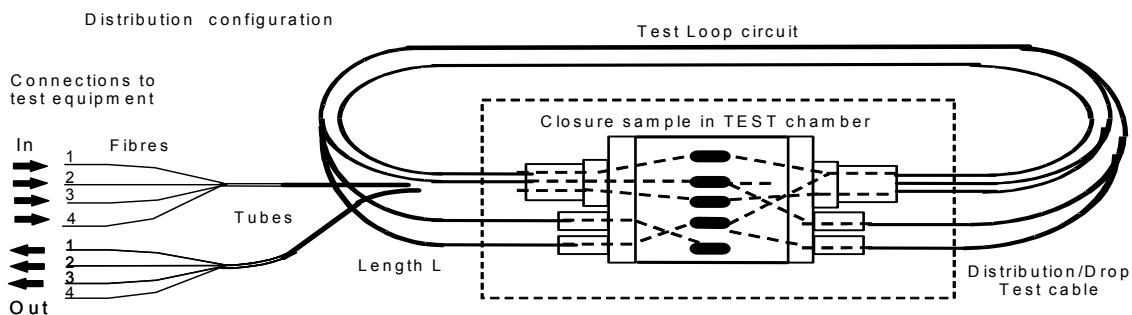 Distribution configuration
Test Loop circuit
Connections to
test equipment
Closure sample in TEST chamber
In
Fibres
1
2
3
4
Tubes
1
2
3
4
Out
Length L
Distribution/Drop
Test cable